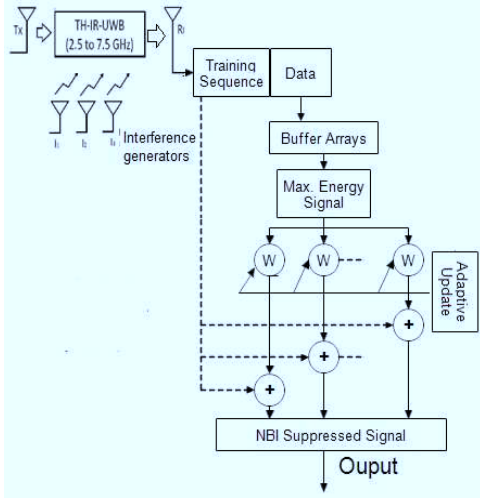 Tx
TH-IR-UWB
(2.5 to 7.5 GHz)
Training
Sequence
Data
Interference
generators
Buffer Arrays
Max. Energy
Signal
W
W
W
Adaptive
Update
+
+
+
NBI Suppressed Signal
Ouput